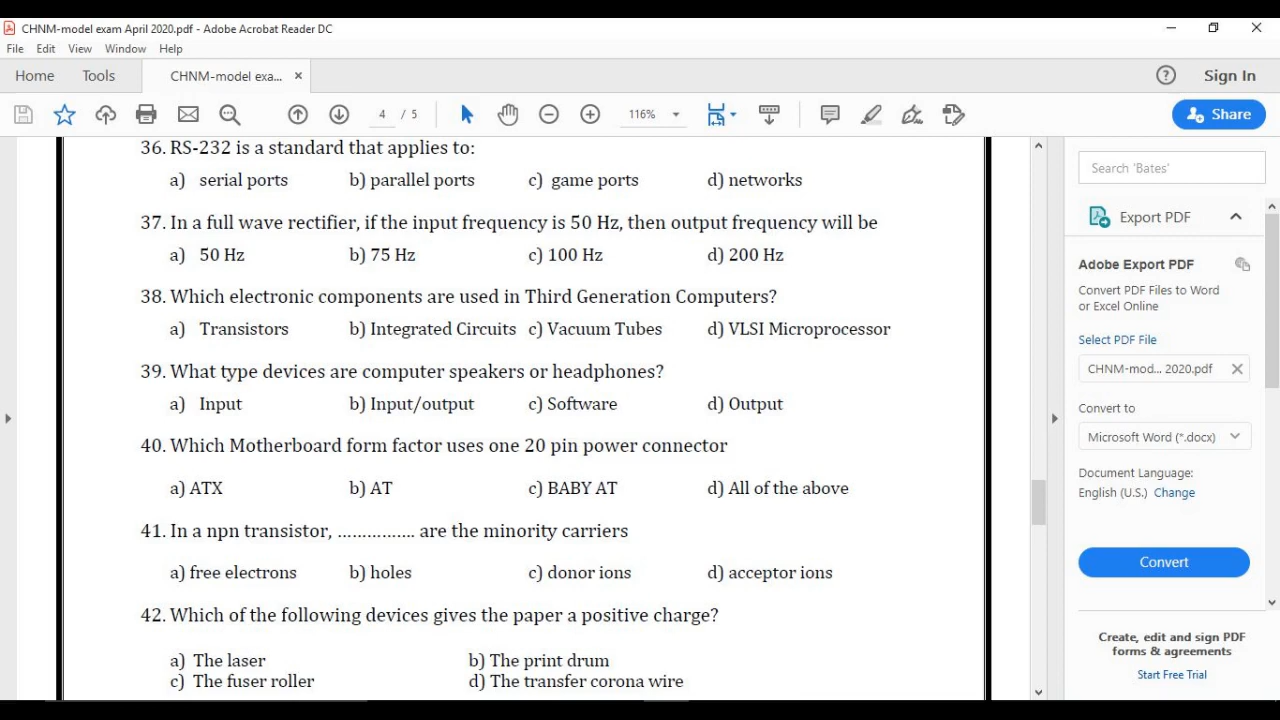 CHNM-model exam April 2020.pdf - Adobe Acrobat Reader DC
File Edit View Window Help
Home Tools CHNM-model exa... × Sign In
4 / 5 116% Share
36. RS-232 is a standard that applies to:
a) serial ports b) parallel ports c) game ports d) networks
37. In a full wave rectifier, if the input frequency is 50 Hz, then output frequency will be
a) 50 Hz b) 75 Hz c) 100 Hz d) 200 Hz
38. Which electronic components are used in Third Generation Computers?
a) Transistors b) Integrated Circuits c) Vacuum Tubes d) VLSI Microprocessor
39. What type devices are computer speakers or headphones?
a) Input b) Input/output c) Software d) Output
40. Which Motherboard form factor uses one 20 pin power connector
a) ATX b) AT c) BABY AT d) All of the above
41. In a npn transistor, ............... are the minority carriers
a) free electrons b) holes c) donor ions d) acceptor ions
42. Which of the following devices gives the paper a positive charge?
a) The laser b) The print drum
c) The fuser roller d) The transfer corona wire
Search 'Bates'
Export PDF
Adobe Export PDF
Convert PDF Files to Word
or Excel Online
Select PDF File
CHNM-mod... 2020.pdf
Convert to
Microsoft Word (*.docx)
Document Language:
English (U.S.) Change
Convert
Create, edit and sign PDF
forms & agreements
Start Free Trial